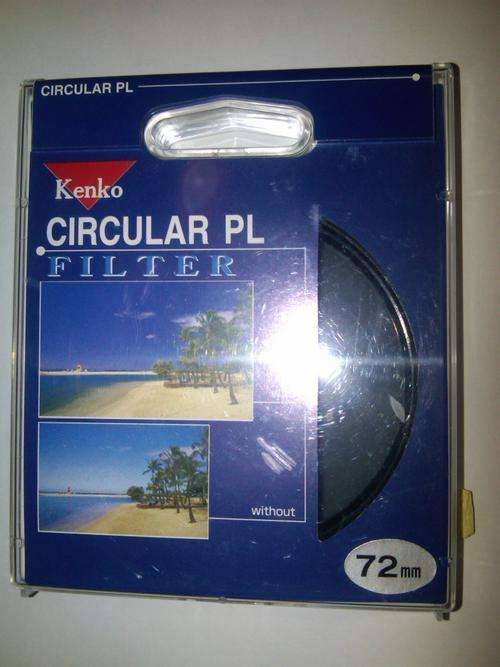 CIRCULAR PL
Kenko
CIRCULAR PL
FILTER
without
72mm